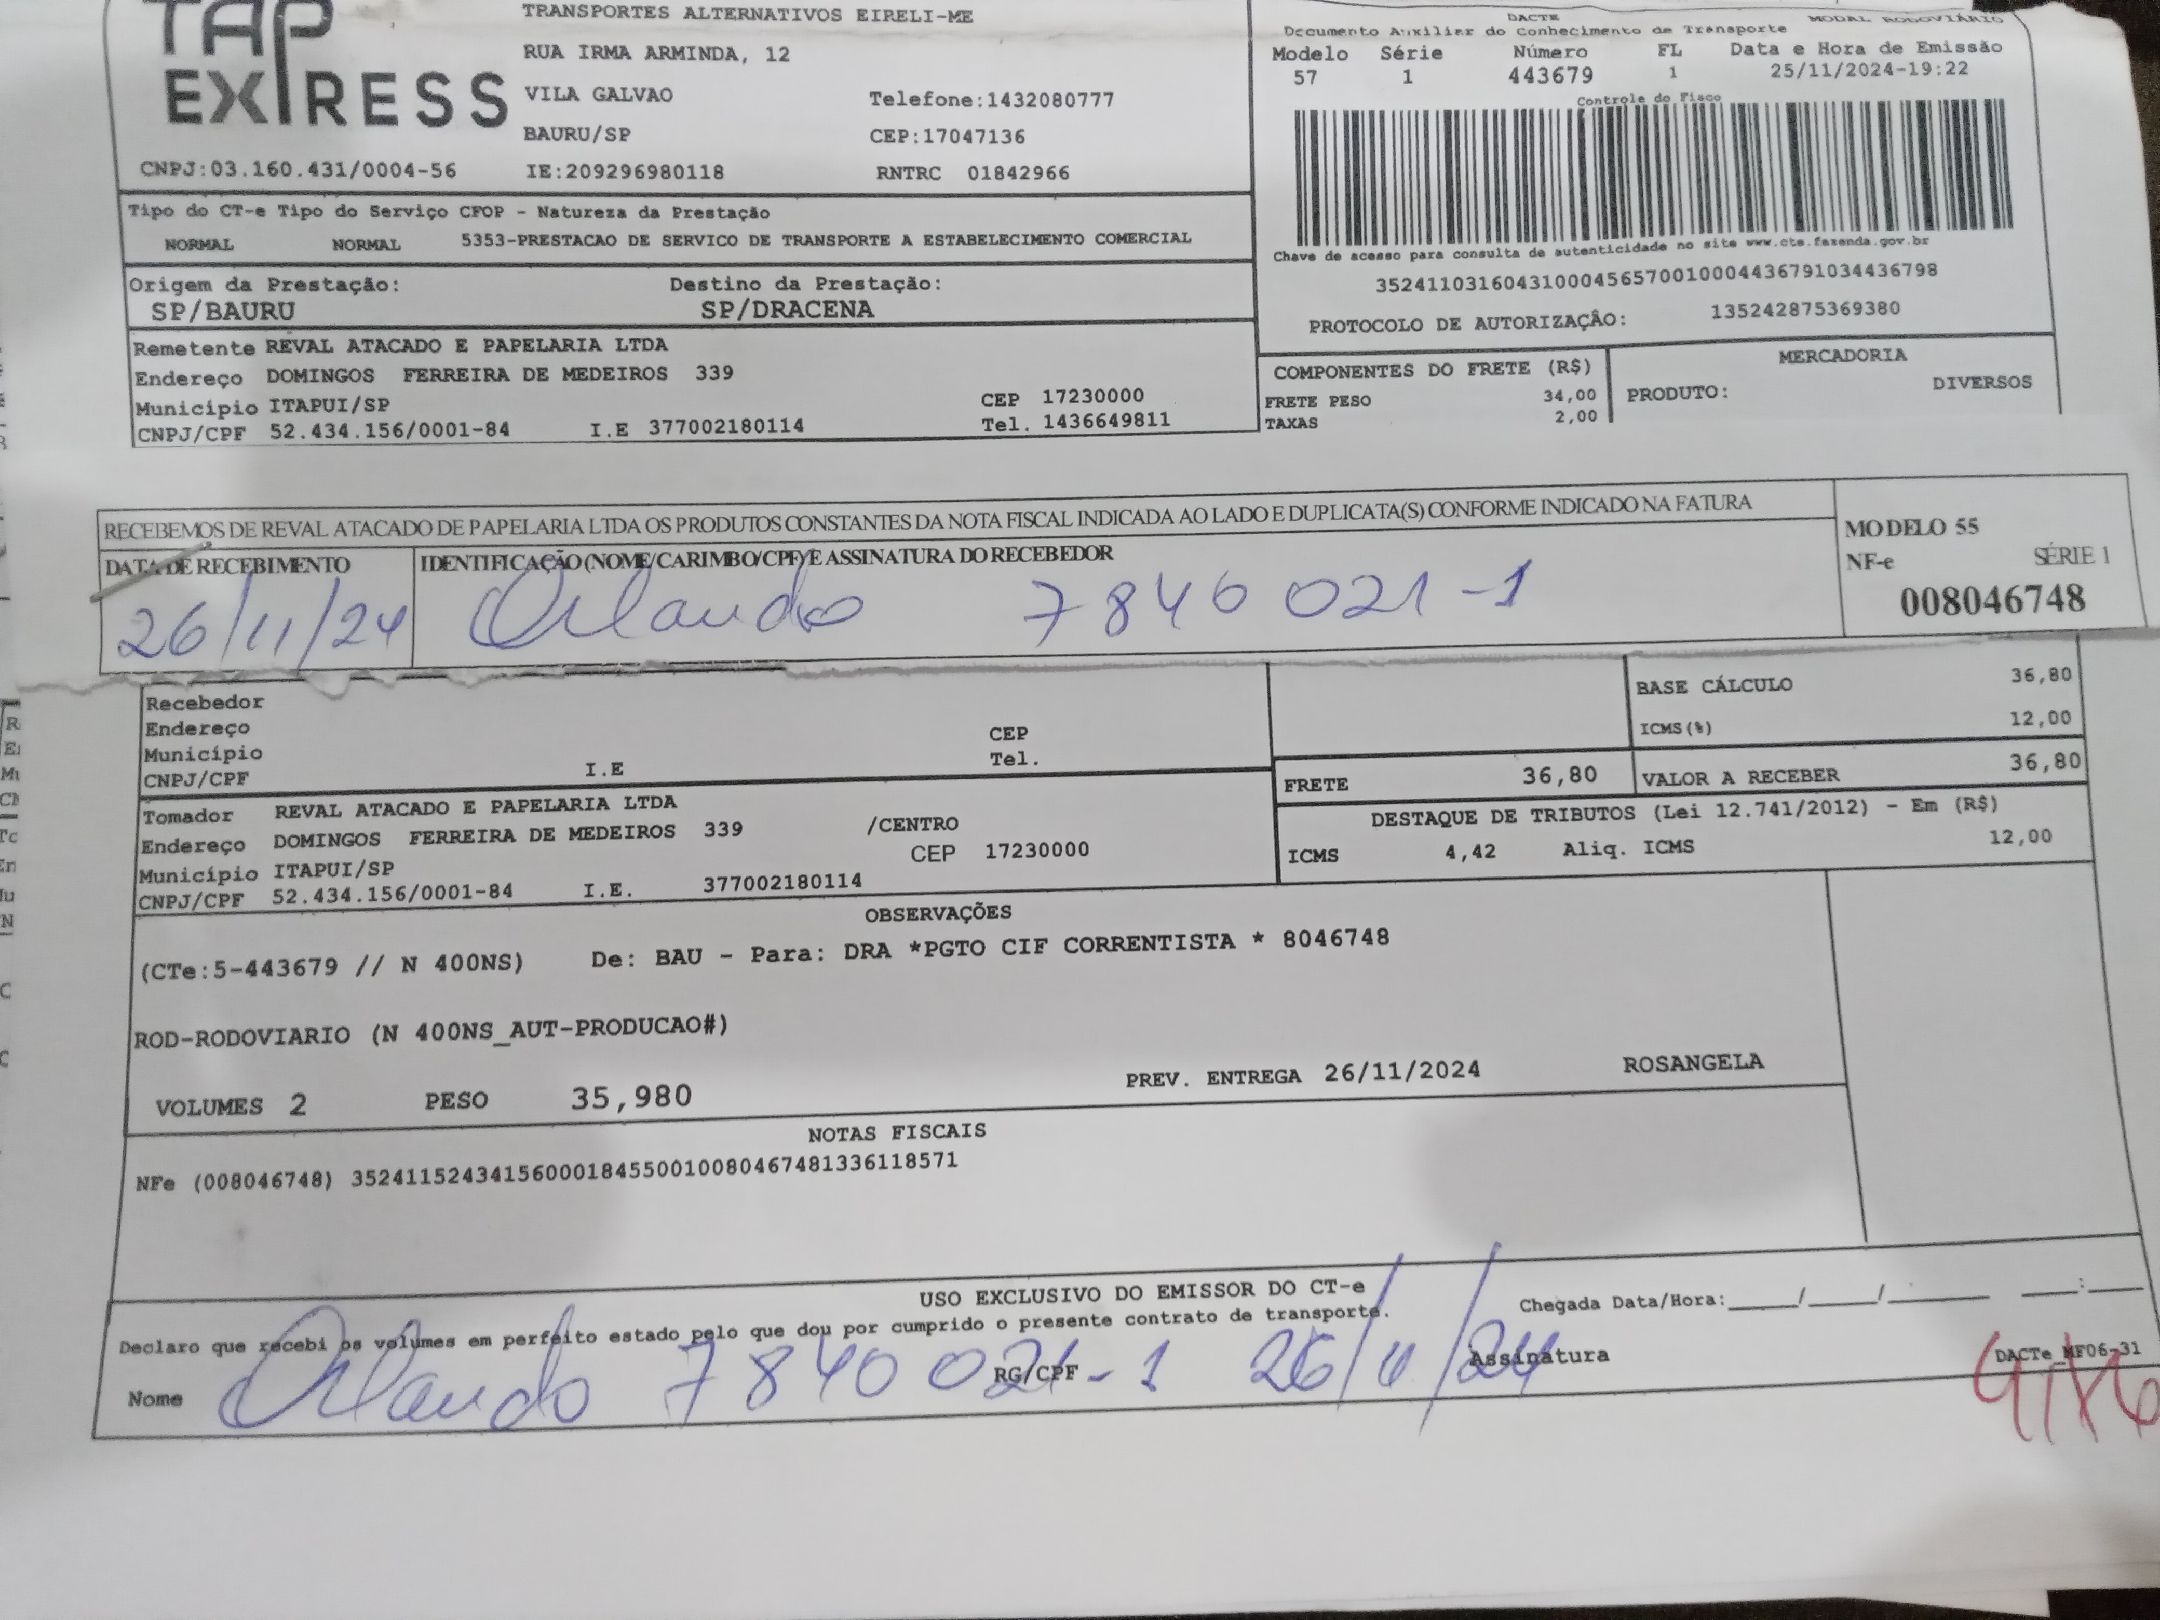 TAP EXPRESS
TRANSPORTES ALTERNATIVOS EIRELI-ME
RUA IRMA ARMINDA, 12
VILA GALVAO Telefone:1432080777
BAURU/SP CEP:17047136
CNPJ:03.160.431/0004-56 IE:209296980118 RNTRC 01842966
DACTE MODAL RODOVIÁRIO
Documento Auxiliar do Conhecimento de Transporte
Modelo Série Número FL Data e Hora de Emissão
57 1 443679 1 25/11/2024-19:22
Controle do Fisco
Chave de acesso para consulta de autenticidade no site www.cte.fazenda.gov.br
35241103160431000456570010004436791034436798
PROTOCOLO DE AUTORIZAÇÂO: 135242875369380
Tipo do CT-e Tipo do Serviço CFOP - Natureza da Prestação
NORMAL NORMAL 5353-PRESTACAO DE SERVICO DE TRANSPORTE A ESTABELECIMENTO COMERCIAL
Origem da Prestação: Destino da Prestação:
SP/BAURU SP/DRACENA
Remetente REVAL ATACADO E PAPELARIA LTDA
Endereço DOMINGOS FERREIRA DE MEDEIROS 339
Município ITAPUI/SP CEP 17230000
CNPJ/CPF 52.434.156/0001-84 I.E 377002180114 Tel. 1436649811
COMPONENTES DO FRETE (R$) MERCADORIA
FRETE PESO 34,00 PRODUTO: DIVERSOS
TAXAS 2,00
RECEBEMOS DE REVAL ATACADO DE PAPELARIA LTDA OS PRODUTOS CONSTANTES DA NOTA FISCAL INDICADA AO LADO E DUPLICATA(S) CONFORME INDICADO NA FATURA
DATA DE RECEBIMENTO IDENTIFICAÇÃO (NOME/CARIMBO/CPF) E ASSINATURA DO RECEBEDOR
26/11/24 Orlando 7840021-1
MODELO 55
NF-e SÉRIE 1
008046748
Recebedor
Endereço CEP
Município Tel.
CNPJ/CPF I.E
BASE CÁLCULO 36,80
ICMS(%) 12,00
FRETE 36,80 VALOR A RECEBER 36,80
Tomador REVAL ATACADO E PAPELARIA LTDA
Endereço DOMINGOS FERREIRA DE MEDEIROS 339 /CENTRO
Município ITAPUI/SP CEP 17230000
CNPJ/CPF 52.434.156/0001-84 I.E. 377002180114
DESTAQUE DE TRIBUTOS (Lei 12.741/2012) - Em (R$)
ICMS 4,42 Aliq. ICMS 12,00
OBSERVAÇÕES
(CTe:5-443679 // N 400NS) De: BAU - Para: DRA *PGTO CIF CORRENTISTA * 8046748
ROD-RODOVIARIO (N 400NS_AUT-PRODUCAO#)
VOLUMES 2 PESO 35,980 PREV. ENTREGA 26/11/2024 ROSANGELA
NOTAS FISCAIS
NFe (008046748) 35241152434156000184550010080467481336118571
USO EXCLUSIVO DO EMISSOR DO CT-e
Declaro que recebi os volumes em perfeito estado pelo que dou por cumprido o presente contrato de transporte.
Chegada Data/Hora:_____/_____/_______ ___:____
Nome Orlando 7840021-1 RG/CPF 26/11/24 Assinatura
DACTe_MF06-31